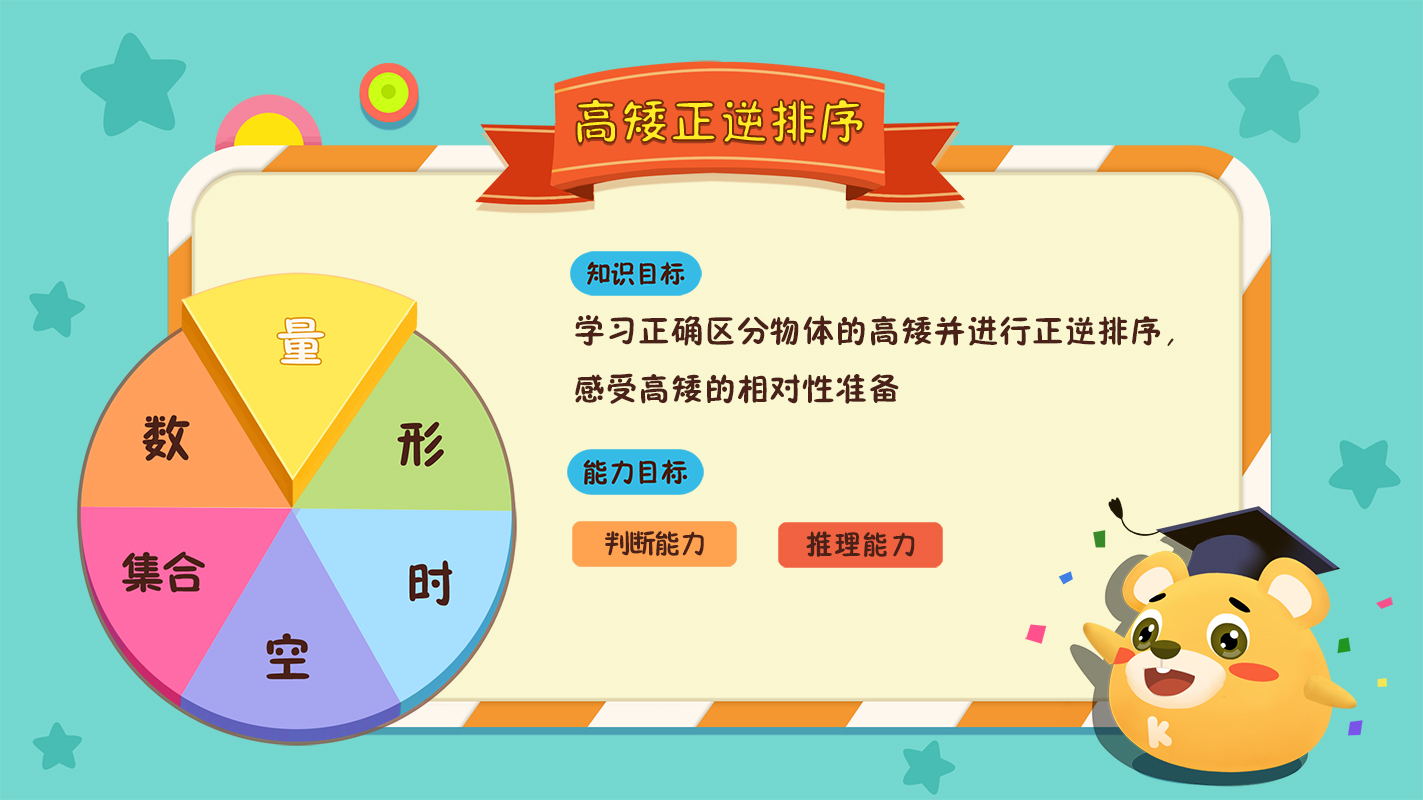 高矮正逆排序
知识目标
学习正确区分物体的高矮并进行正逆排序，
感受高矮的相对性准备
能力目标
判断能力
推理能力
量
数
形
集合
时
空
K